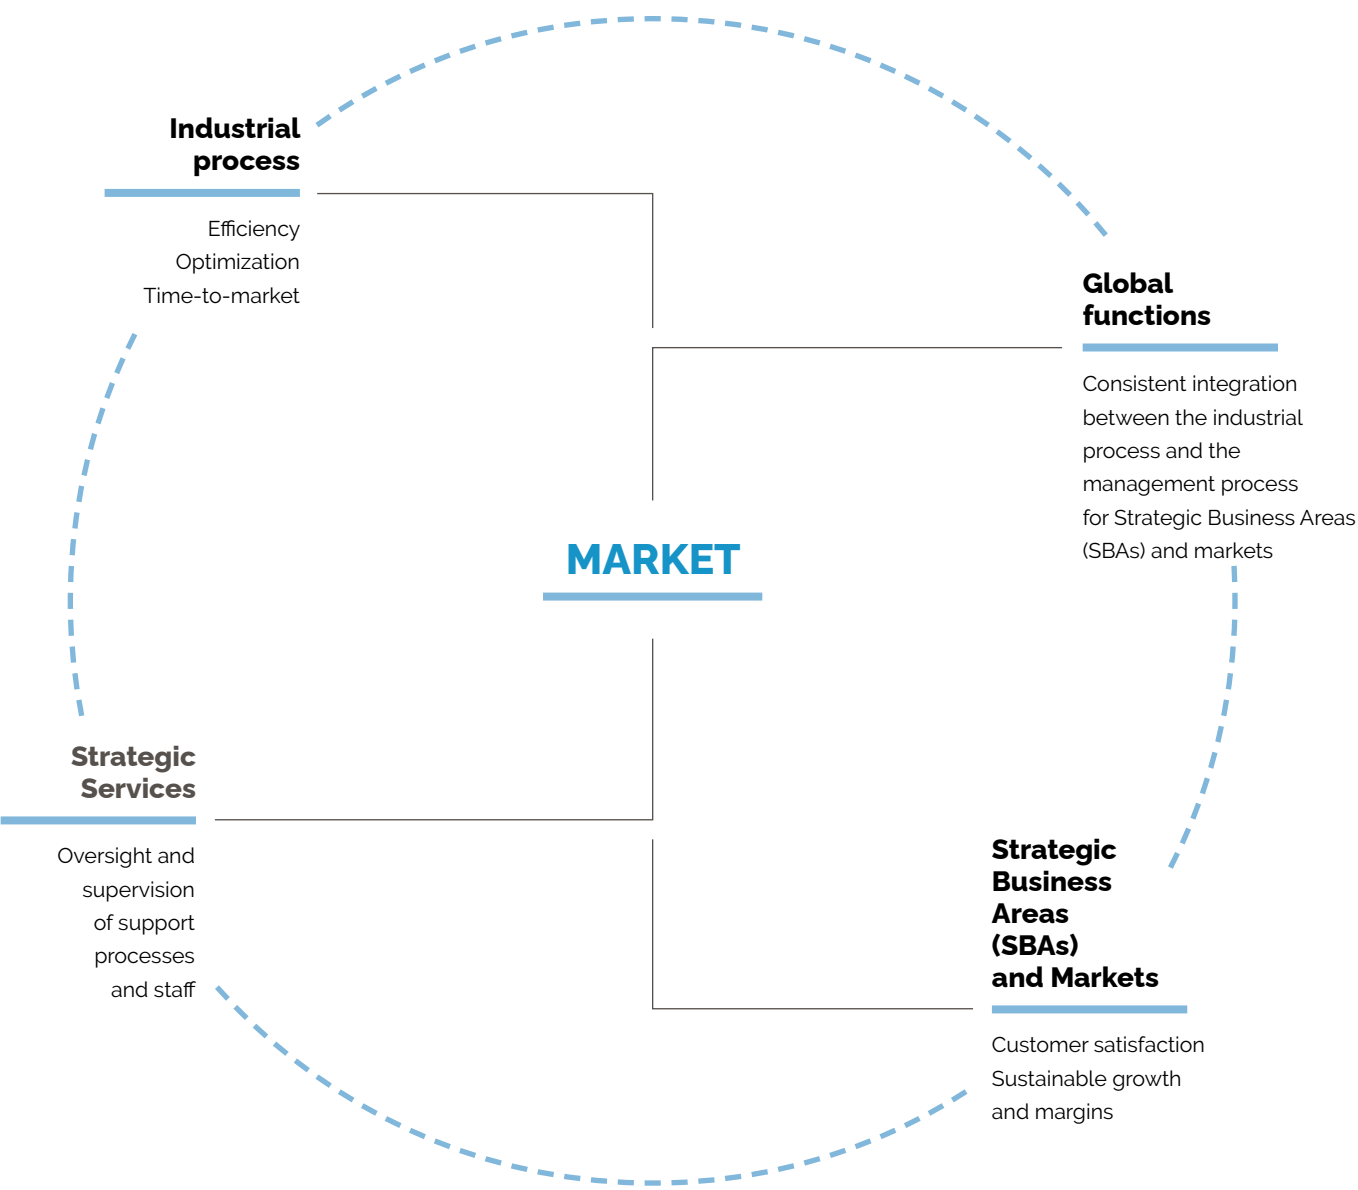 Industrial
process
Efficiency
Optimization
Time-to-market
Global
functions
Consistent integration
between the industrial
process and the
management process
for Strategic Business Areas
(SBAs) and markets
MARKET
Strategic
Services
Oversight and
supervision
of support
processes
and staff
Strategic
Business
Areas
(SBAs)
and Markets
Customer satisfaction
Sustainable growth
and margins